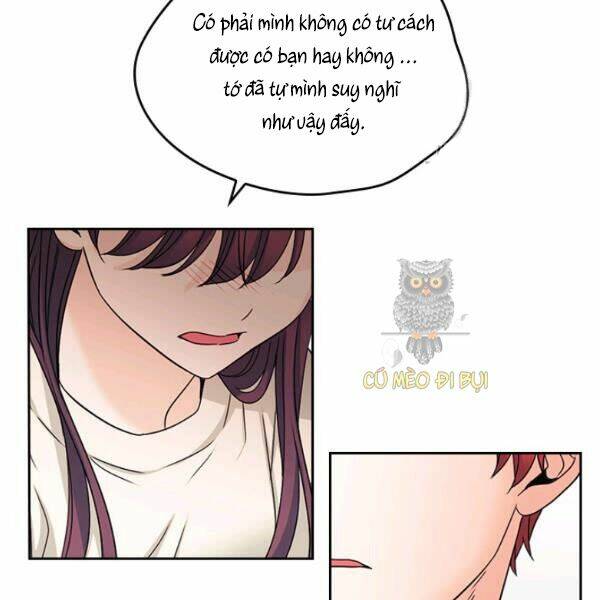 Có phải mình không có tư cách
được có bạn hay không ...
tớ đã tự mình suy nghĩ
như vậy đấy.
CÚ MÈO ĐI BỤI